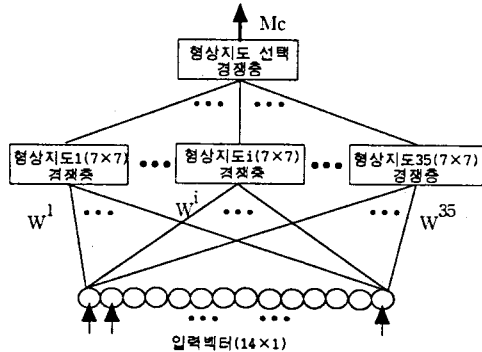 Mc
형상지도 선택
경쟁층
••• •••
형상지도1(7×7)
경쟁층
•••
형상지도i(7×7)
경쟁층
•••
형상지도35(7×7)
경쟁층
W1 ••• Wi ••• ••• W35
••• •••
입력벡터(14×1)